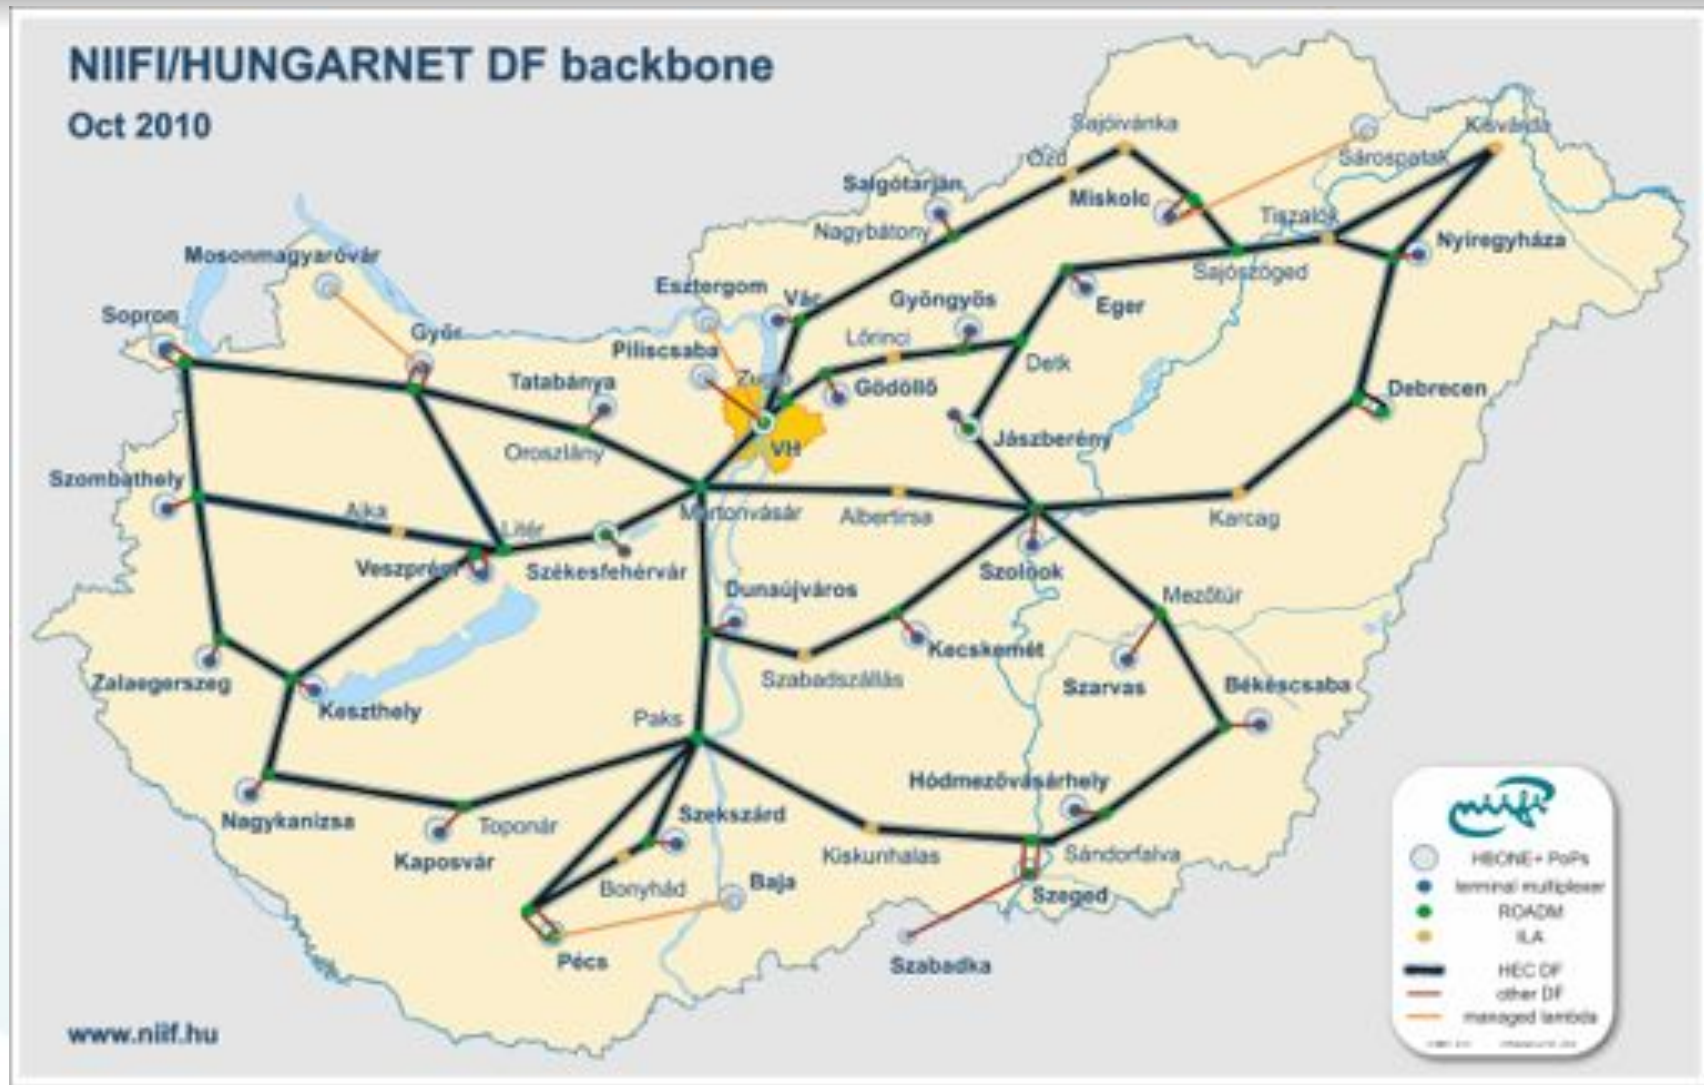 NIIFI/HUNGARNET DF backbone
Oct 2010
Sajóivánka
Kisvárda
Ózd
Sárospatak
Salgótarján
Miskolc
Tiszalök
Nagybátony
Nyíregyháza
Mosonmagyaróvár
Sajószöged
Esztergom
Vác
Gyöngyös
Eger
Sopron
Győr
Lőrinci
Piliscsaba
Detk
Tatabánya
Zugló
Gödöllő
Debrecen
Jászberény
VH
Oroszlány
Szombathely
Ajka
Martonvásár
Albertirsa
Karcag
Litér
Veszprém
Székesfehérvár
Szolnok
Dunaújváros
Mezőtúr
Kecskemét
Zalaegerszeg
Szabadszállás
Szarvas
Békéscsaba
Keszthely
Paks
Hódmezővásárhely
Nagykanizsa
Toponár
Szekszárd
Kaposvár
Kiskunhalas
Sándorfalva
Bonyhád
Baja
Szeged
Pécs
Szabadka
www.niif.hu
niifi
HBONE+ PoPs
terminal multiplexer
ROADM
ILA
HEC DF
other DF
managed lambda